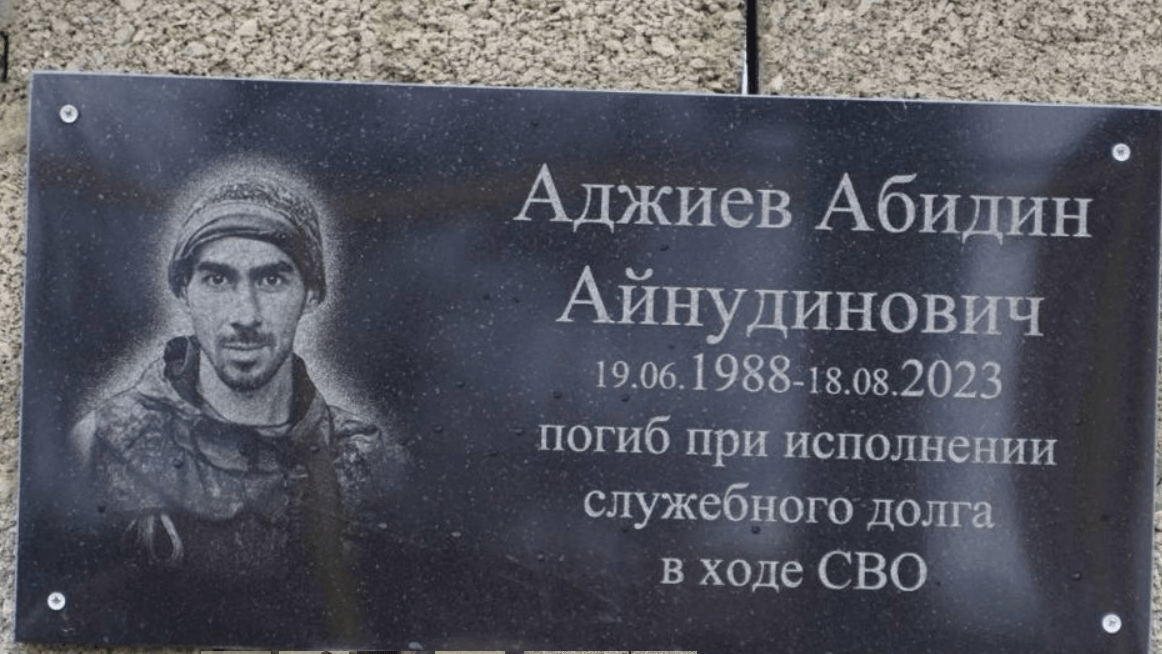 Аджиев Абидин
Айнудинович
19.06.1988-18.08.2023
погиб при исполнении
служебного долга
в ходе СВО